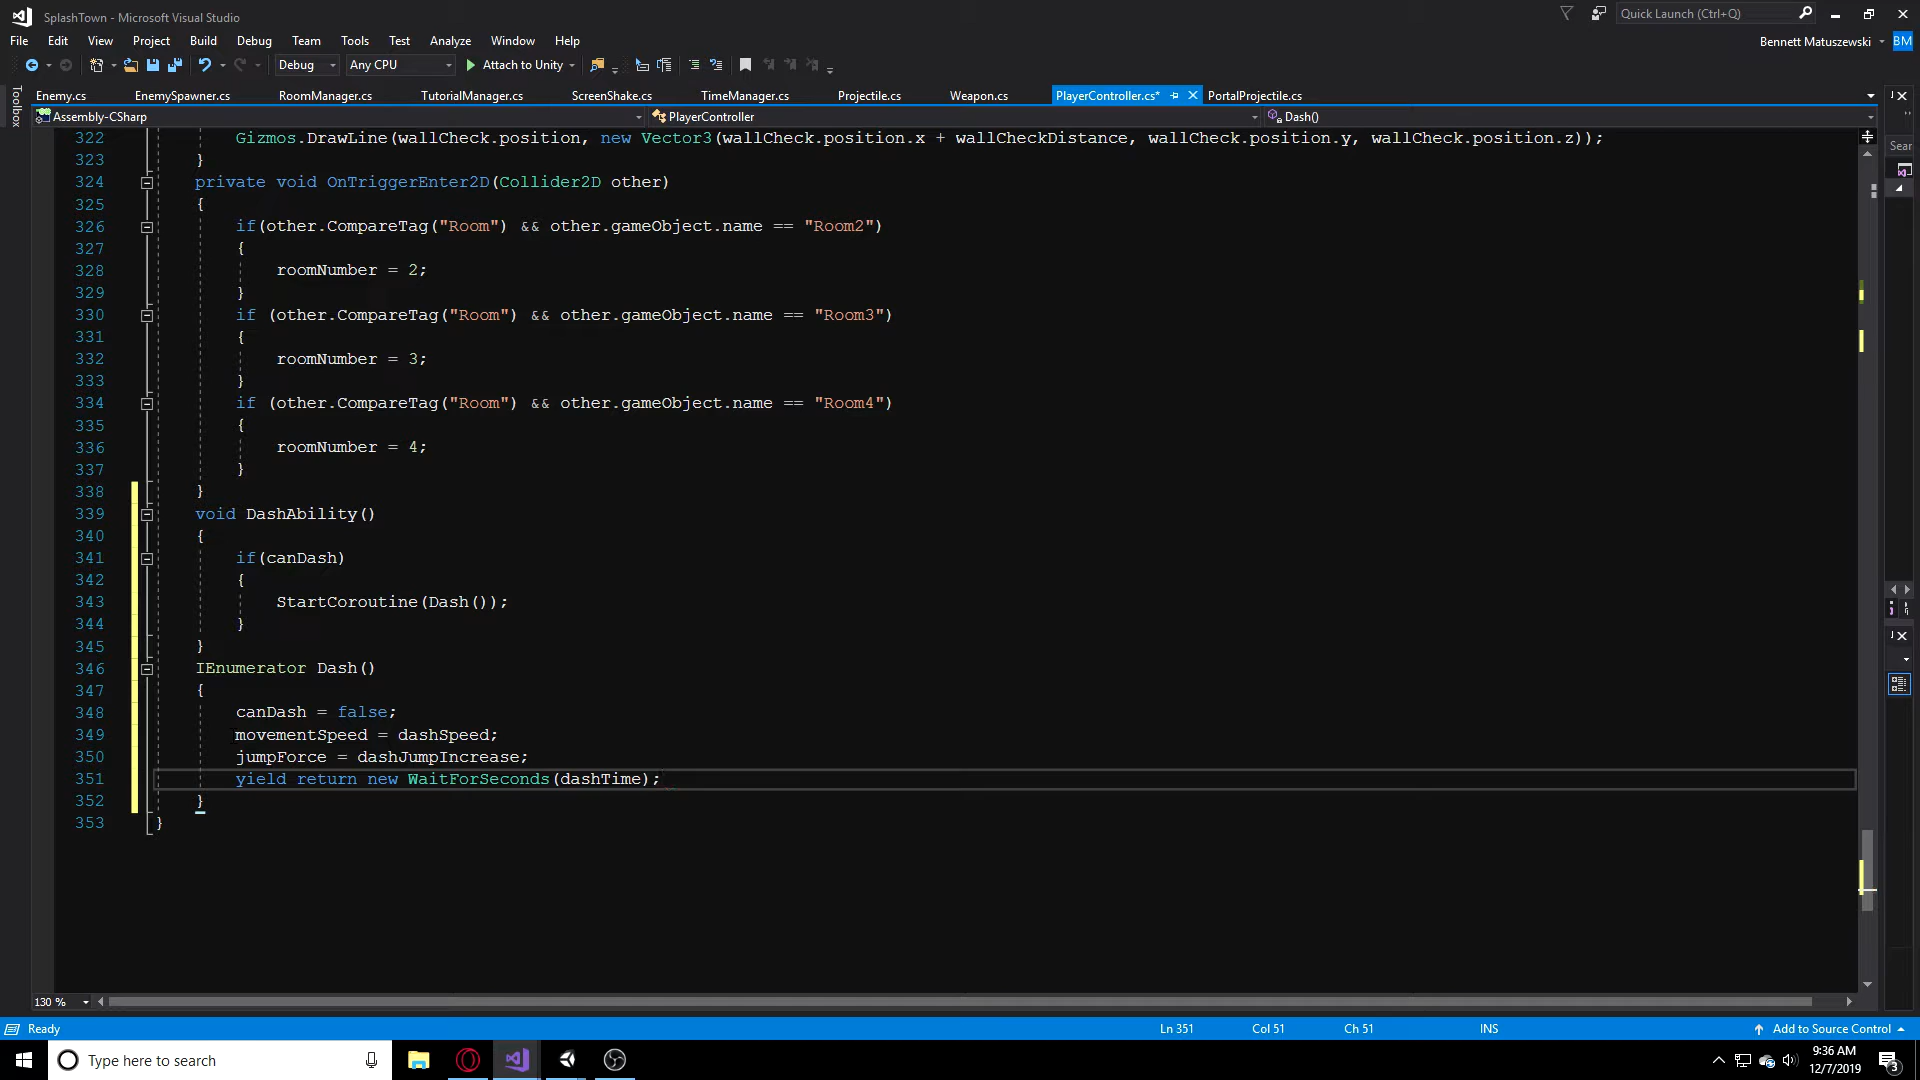 SplashTown - Microsoft Visual Studio
Quick Launch (Ctrl+Q)
File Edit View Project Build Debug Team Tools Test Analyze Window Help
Bennett Matuszewski BM
Debug Any CPU Attach to Unity
Toolbox
Enemy.cs EnemySpawner.cs RoomManager.cs TutorialManager.cs ScreenShake.cs TimeManager.cs Projectile.cs Weapon.cs PlayerController.cs* PortalProjectile.cs
Assembly-CSharp PlayerController Dash()
Sear
322 Gizmos.DrawLine(wallCheck.position, new Vector3(wallCheck.position.x + wallCheckDistance, wallCheck.position.y, wallCheck.position.z));
323 }
324 private void OnTriggerEnter2D(Collider2D other)
325 {
326 if(other.CompareTag("Room") && other.gameObject.name == "Room2")
327 {
328 roomNumber = 2;
329 }
330 if (other.CompareTag("Room") && other.gameObject.name == "Room3")
331 {
332 roomNumber = 3;
333 }
334 if (other.CompareTag("Room") && other.gameObject.name == "Room4")
335 {
336 roomNumber = 4;
337 }
338 }
339 void DashAbility()
340 {
341 if(canDash)
342 {
343 StartCoroutine(Dash());
344 }
345 }
346 IEnumerator Dash()
347 {
348 canDash = false;
349 movementSpeed = dashSpeed;
350 jumpForce = dashJumpIncrease;
351 yield return new WaitForSeconds(dashTime);
352 }
353 }
130 %
Ready Ln 351 Col 51 Ch 51 INS Add to Source Control
Type here to search
9:36 AM
12/7/2019
3